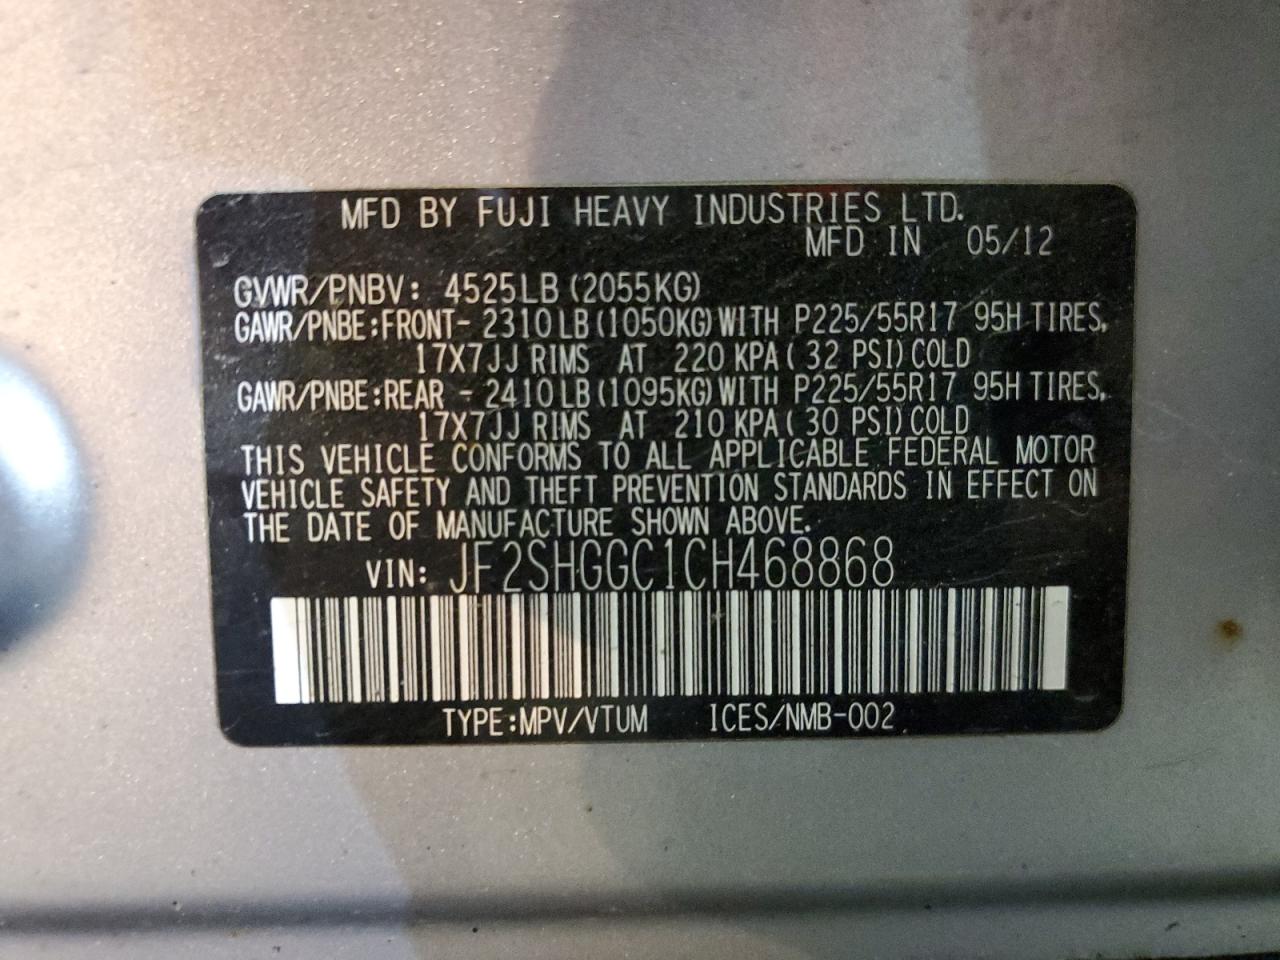 MFD BY FUJI HEAVY INDUSTRIES LTD.
MFD IN 05/12
GVWR/PNBV: 4525LB (2055KG)
GAWR/PNBE:FRONT- 2310LB(1050KG)WITH P225/55R17 95H TIRES,
17X7JJ RIMS AT 220 KPA( 32 PSI)COLD
GAWR/PNBE:REAR - 2410LB(1095KG)WITH P225/55R17 95H TIRES,
17X7JJ RIMS AT 210 KPA( 30 PSI)COLD
THIS VEHICLE CONFORMS TO ALL APPLICABLE FEDERAL MOTOR
VEHICLE SAFETY AND THEFT PREVENTION STANDARDS IN EFFECT ON
THE DATE OF MANUFACTURE SHOWN ABOVE.
VIN: JF2SHGGC1CH468868
TYPE:MPV/VTUM ICES/NMB-002